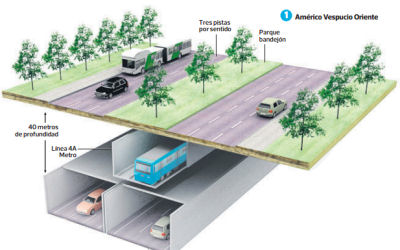 1 Américo Vespucio Oriente
Tres pistas
por sentido
Parque
bandejón
40 metros
de profundidad
Línea 4A
Metro